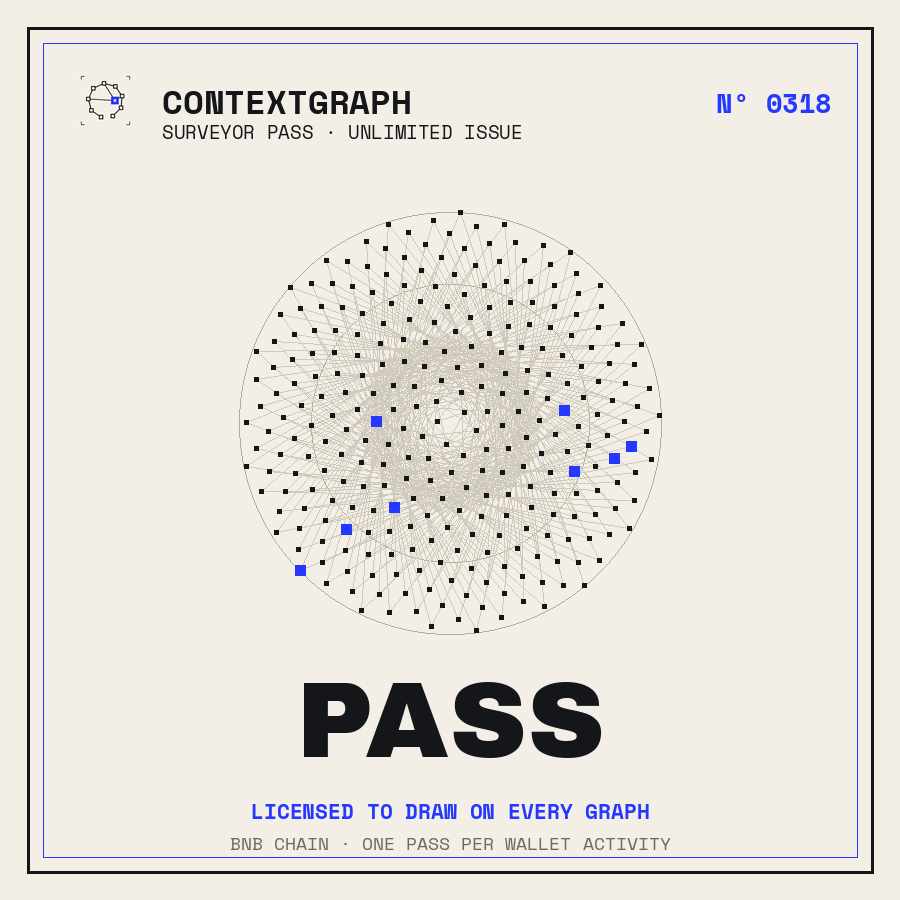 CONTEXTGRAPH
SURVEYOR PASS · UNLIMITED ISSUE
N° 0318
PASS
LICENSED TO DRAW ON EVERY GRAPH
BNB CHAIN · ONE PASS PER WALLET ACTIVITY